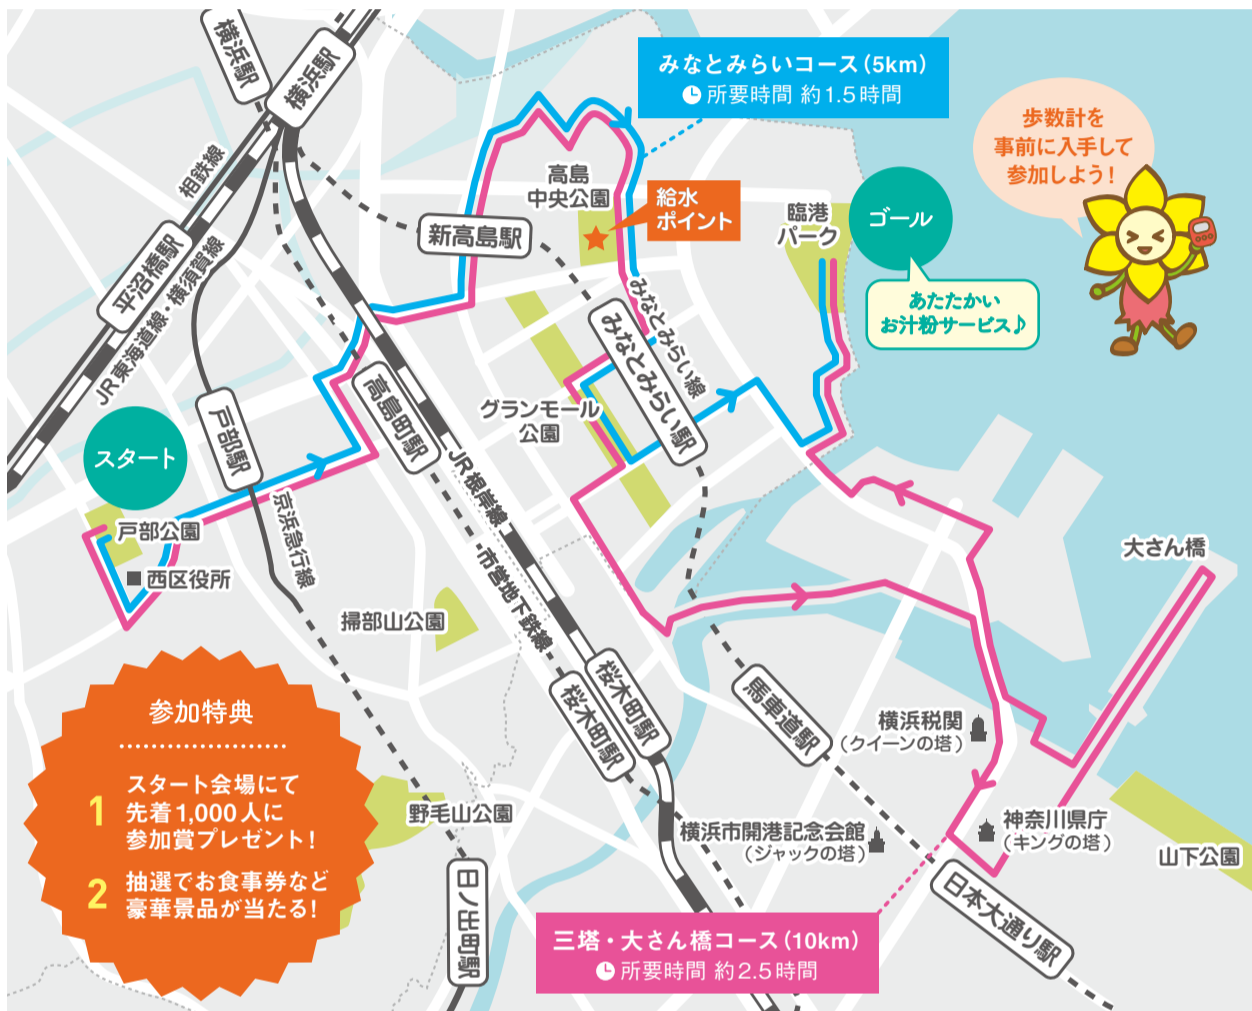 横浜駅
横浜駅
みなとみらいコース（5km）
所要時間 約1.5時間
歩数計を
事前に入手して
参加しよう！
相鉄線
高島
中央公園
給水
ポイント
臨港
パーク
ゴール
新高島駅
平沼橋駅
JR東海道線・横須賀線
あたたかい
お汁粉サービス♪
みなとみらい線
みなとみらい駅
高島町駅
グランモール
公園
戸部駅
スタート
JR根岸線
京浜急行線
戸部公園
西区役所
市営地下鉄線
大さん橋
掃部山公園
桜木町駅
桜木町駅
馬車道駅
横浜税関
（クイーンの塔）
参加特典
1
スタート会場にて
先着1,000人に
参加賞プレゼント！
2
抽選でお食事券など
豪華景品が当たる！
野毛山公園
横浜市開港記念会館
（ジャックの塔）
神奈川県庁
（キングの塔）
山下公園
日ノ出町駅
日本大通り駅
三塔・大さん橋コース（10km）
所要時間 約2.5時間